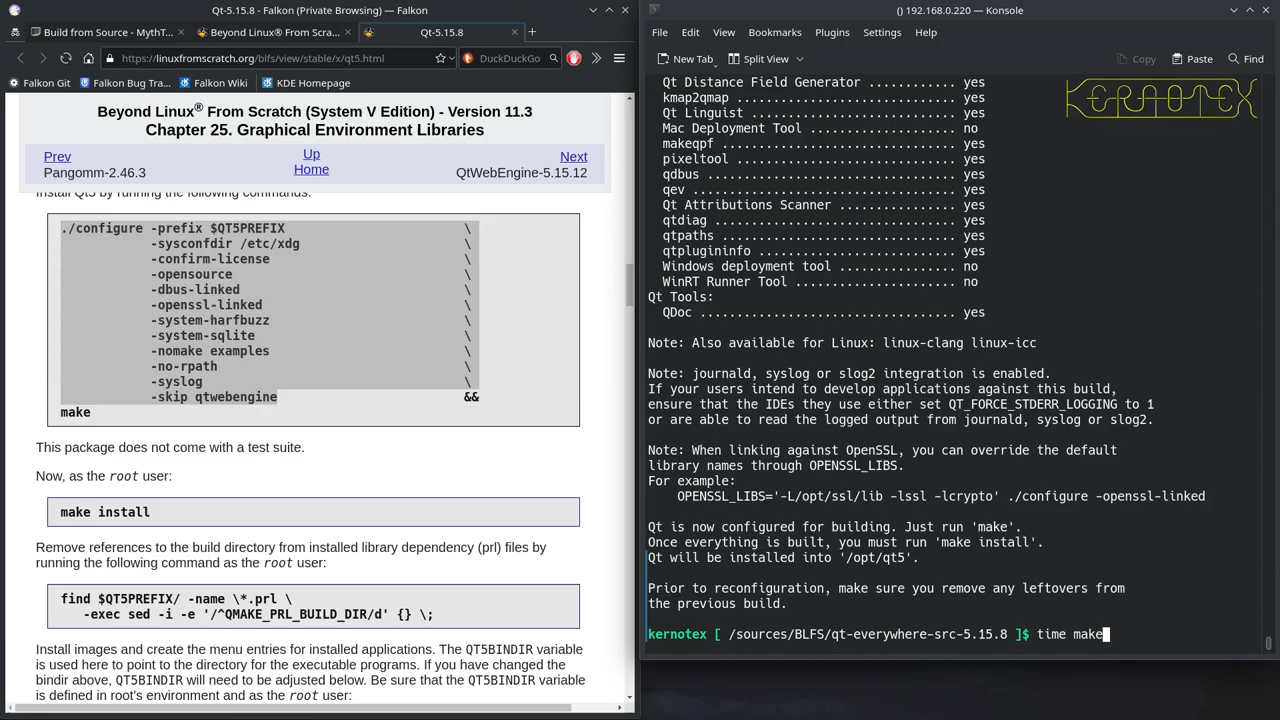 Qt-5.15.8 - Falkon (Private Browsing) — Falkon
Build from Source - MythT...
Beyond Linux® From Scra...
Qt-5.15.8
https://linuxfromscratch.org/blfs/view/stable/x/qt5.html
DuckDuckGo
Falkon Git
Falkon Bug Tra...
Falkon Wiki
KDE Homepage
Beyond Linux® From Scratch (System V Edition) - Version 11.3
Chapter 25. Graphical Environment Libraries
Prev
Up
Next
Pangomm-2.46.3
Home
QtWebEngine-5.15.12
Install Qt5 by running the following commands:
./configure -prefix $QT5PREFIX \
-sysconfdir /etc/xdg \
-confirm-license \
-opensource \
-dbus-linked \
-openssl-linked \
-system-harfbuzz \
-system-sqlite \
-nomake examples \
-no-rpath \
-syslog \
-skip qtwebengine &&
make
This package does not come with a test suite.
Now, as the root user:
make install
Remove references to the build directory from installed library dependency (prl) files by
running the following command as the root user:
find $QT5PREFIX/ -name \*.prl \
-exec sed -i -e '/^QMAKE_PRL_BUILD_DIR/d' {} \;
Install images and create the menu entries for installed applications. The QT5BINDIR variable
is used here to point to the directory for the executable programs. If you have changed the
bindir above, QT5BINDIR will need to be adjusted below. Be sure that the QT5BINDIR variable
is defined in root's environment and as the root user:
() 192.168.0.220 — Konsole
File Edit View Bookmarks Plugins Settings Help
New Tab
Split View
Copy
Paste
Find
KERNOTEX
Qt Distance Field Generator ............ yes
kmap2qmap .............................. yes
Qt Linguist ............................ yes
Mac Deployment Tool .................... no
makeqpf ................................ yes
pixeltool .............................. yes
qdbus .................................. yes
qev .................................... yes
Qt Attributions Scanner ................ yes
qtdiag ................................. yes
qtpaths ................................ yes
qtplugininfo ........................... yes
Windows deployment tool ................ no
WinRT Runner Tool ...................... no
Qt Tools:
QDoc ................................... yes
Note: Also available for Linux: linux-clang linux-icc
Note: journald, syslog or slog2 integration is enabled.
If your users intend to develop applications against this build,
ensure that the IDEs they use either set QT_FORCE_STDERR_LOGGING to 1
or are able to read the logged output from journald, syslog or slog2.
Note: When linking against OpenSSL, you can override the default
library names through OPENSSL_LIBS.
For example:
OPENSSL_LIBS='-L/opt/ssl/lib -lssl -lcrypto' ./configure -openssl-linked
Qt is now configured for building. Just run 'make'.
Once everything is built, you must run 'make install'.
Qt will be installed into '/opt/qt5'.
Prior to reconfiguration, make sure you remove any leftovers from
the previous build.
kernotex [ /sources/BLFS/qt-everywhere-src-5.15.8 ]$ time make